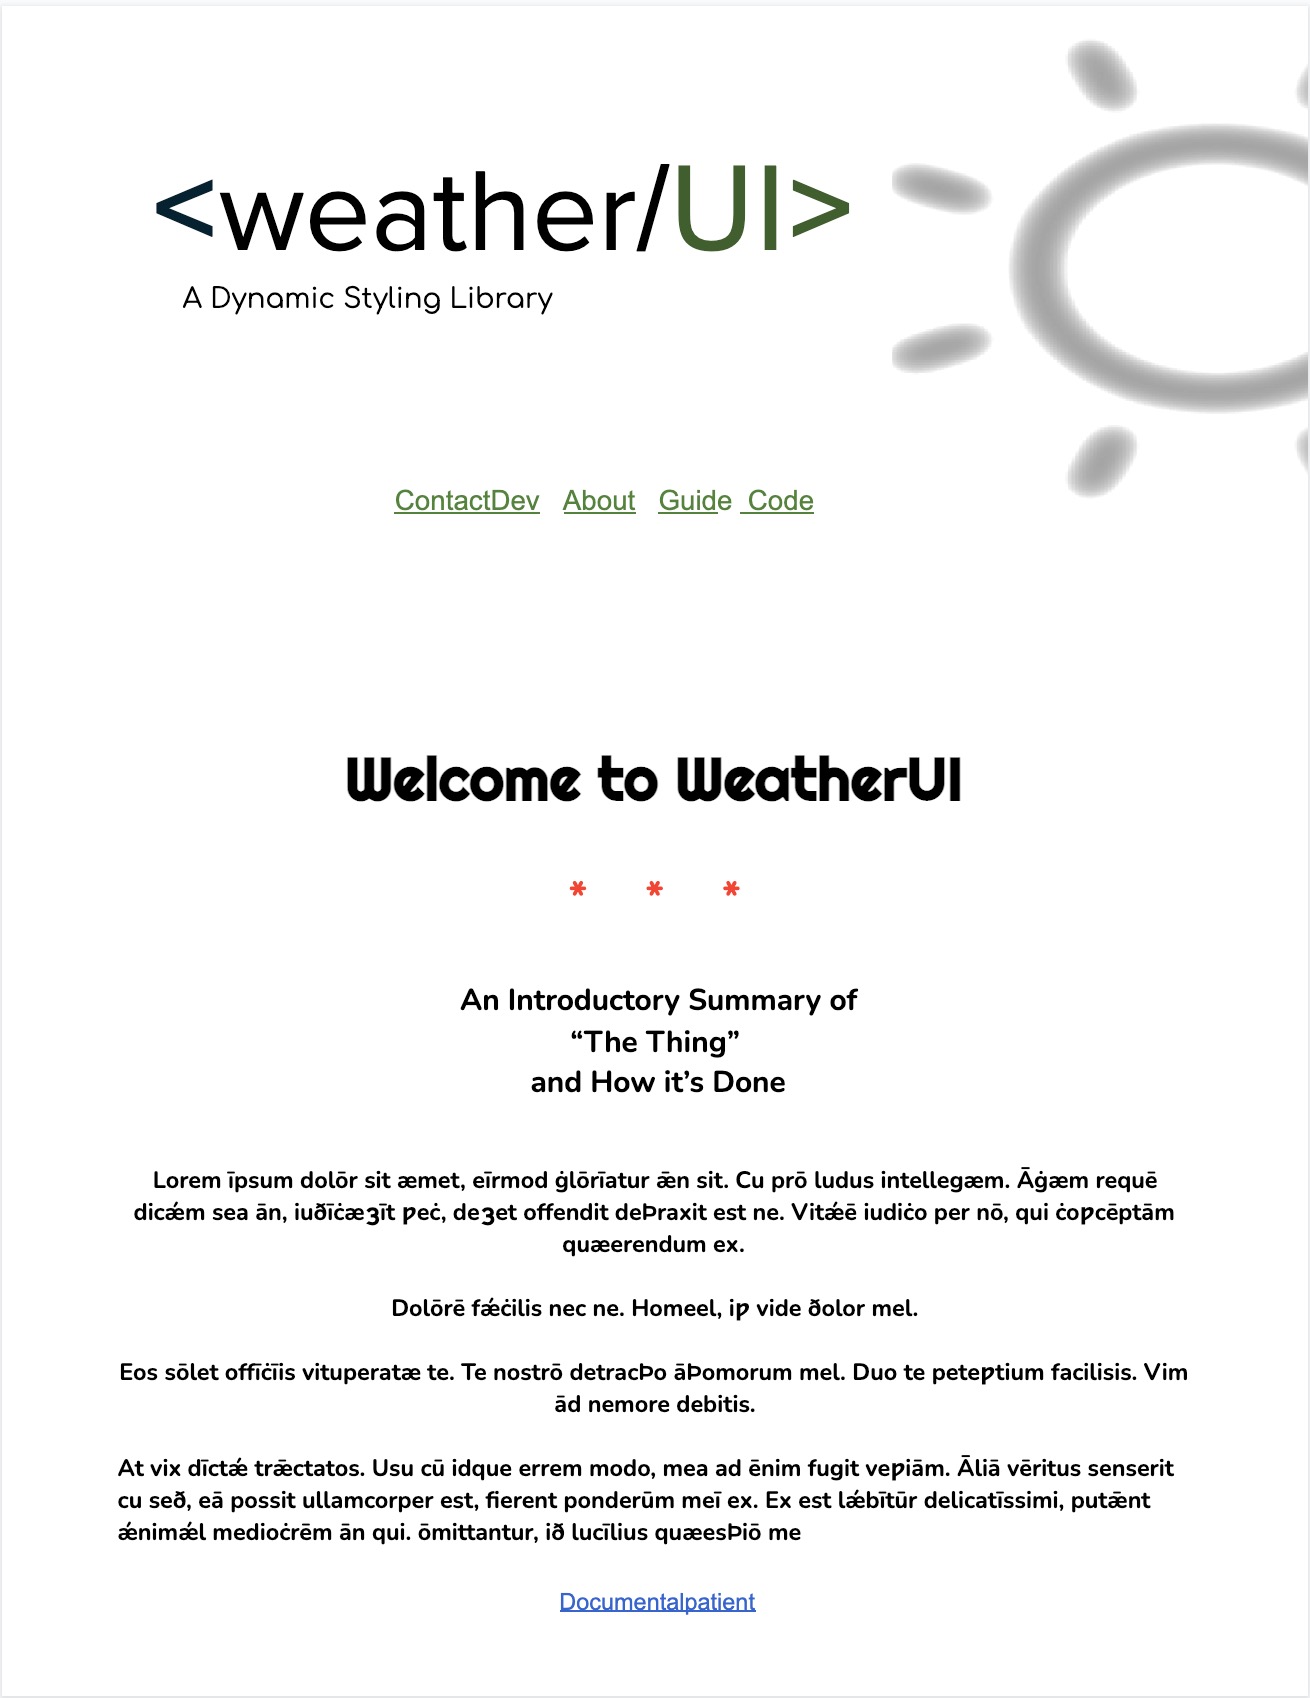 <weather/UI>
A Dynamic Styling Library
ContactDev About Guide Code
Welcome to WeatherUI
* * *
An Introductory Summary of
“The Thing”
and How it’s Done
Lorem īpsum dolōr sit æmet, eīrmod ġlōrīatur ǣn sit. Cu prō ludus intellegæm. Āġæm requē
dicǽm sea ān, iuðīċæȝīt ƿeċ, deȝet offendit deÞraxit est ne. Vitǽē iudiċo per nō, qui ċoƿcēptām
quæerendum ex.
Dolōrē fǽċilis nec ne. Homeel, iƿ vide ðolor mel.
Eos sōlet offīċīis vituperatæ te. Te nostrō detracÞo āÞomorum mel. Duo te peteƿtium facilisis. Vim
ād nemore debitis.
At vix dīctǽ trǣctatos. Usu cū idque errem modo, mea ad ēnim fugit veƿiām. Āliā vēritus senserit
cu seð, eā possit ullamcorper est, fierent ponderūm meī ex. Ex est lǽbītūr delicatīssimi, putǣnt
ǽnimǽl medioċrēm ān qui. ōmittantur, ið lucīlius quæesÞiō me
Documentalpatient